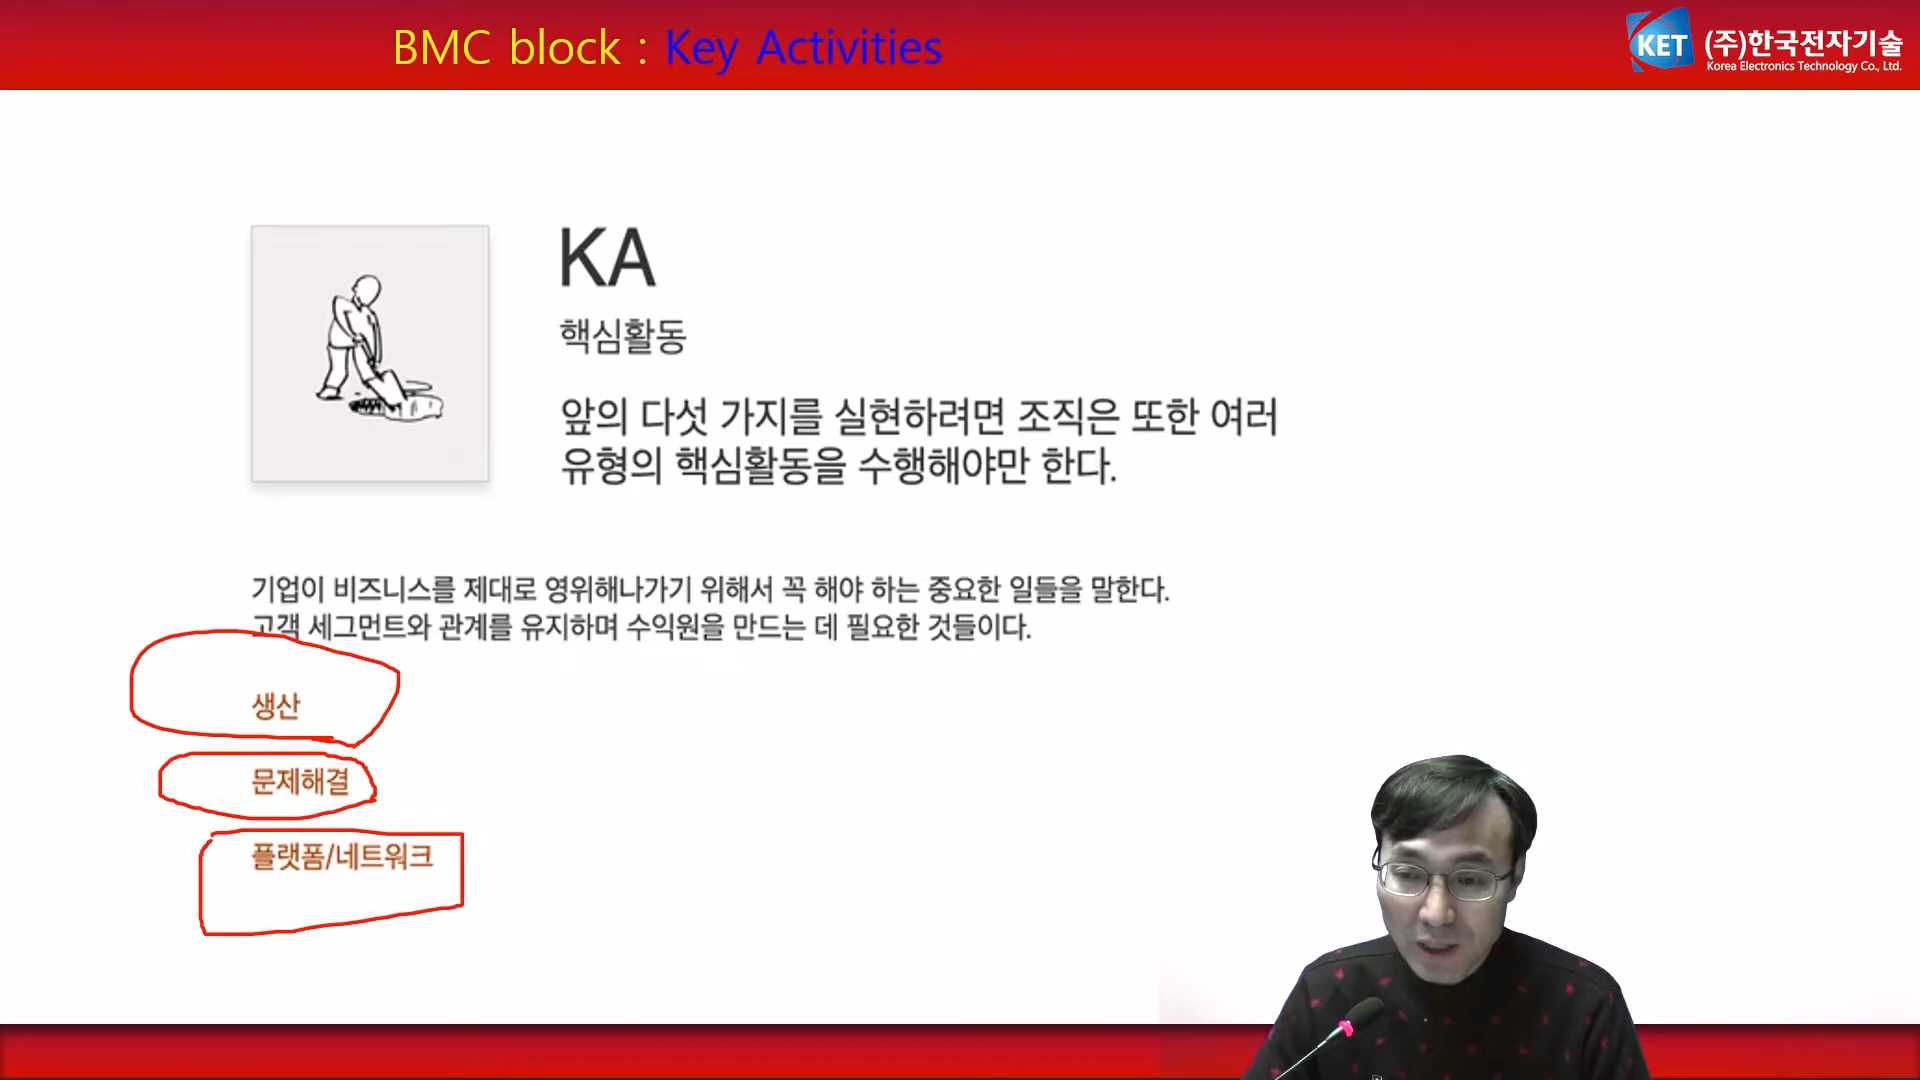 BMC block : Key Activities
KET (주)한국전자기술
Korea Electronics Technology Co., Ltd.
KA
핵심활동
앞의 다섯 가지를 실현하려면 조직은 또한 여러
유형의 핵심활동을 수행해야만 한다.
기업이 비즈니스를 제대로 영위해나가기 위해서 꼭 해야 하는 중요한 일들을 말한다.
고객 세그먼트와 관계를 유지하며 수익원을 만드는 데 필요한 것들이다.
생산
문제해결
플랫폼/네트워크